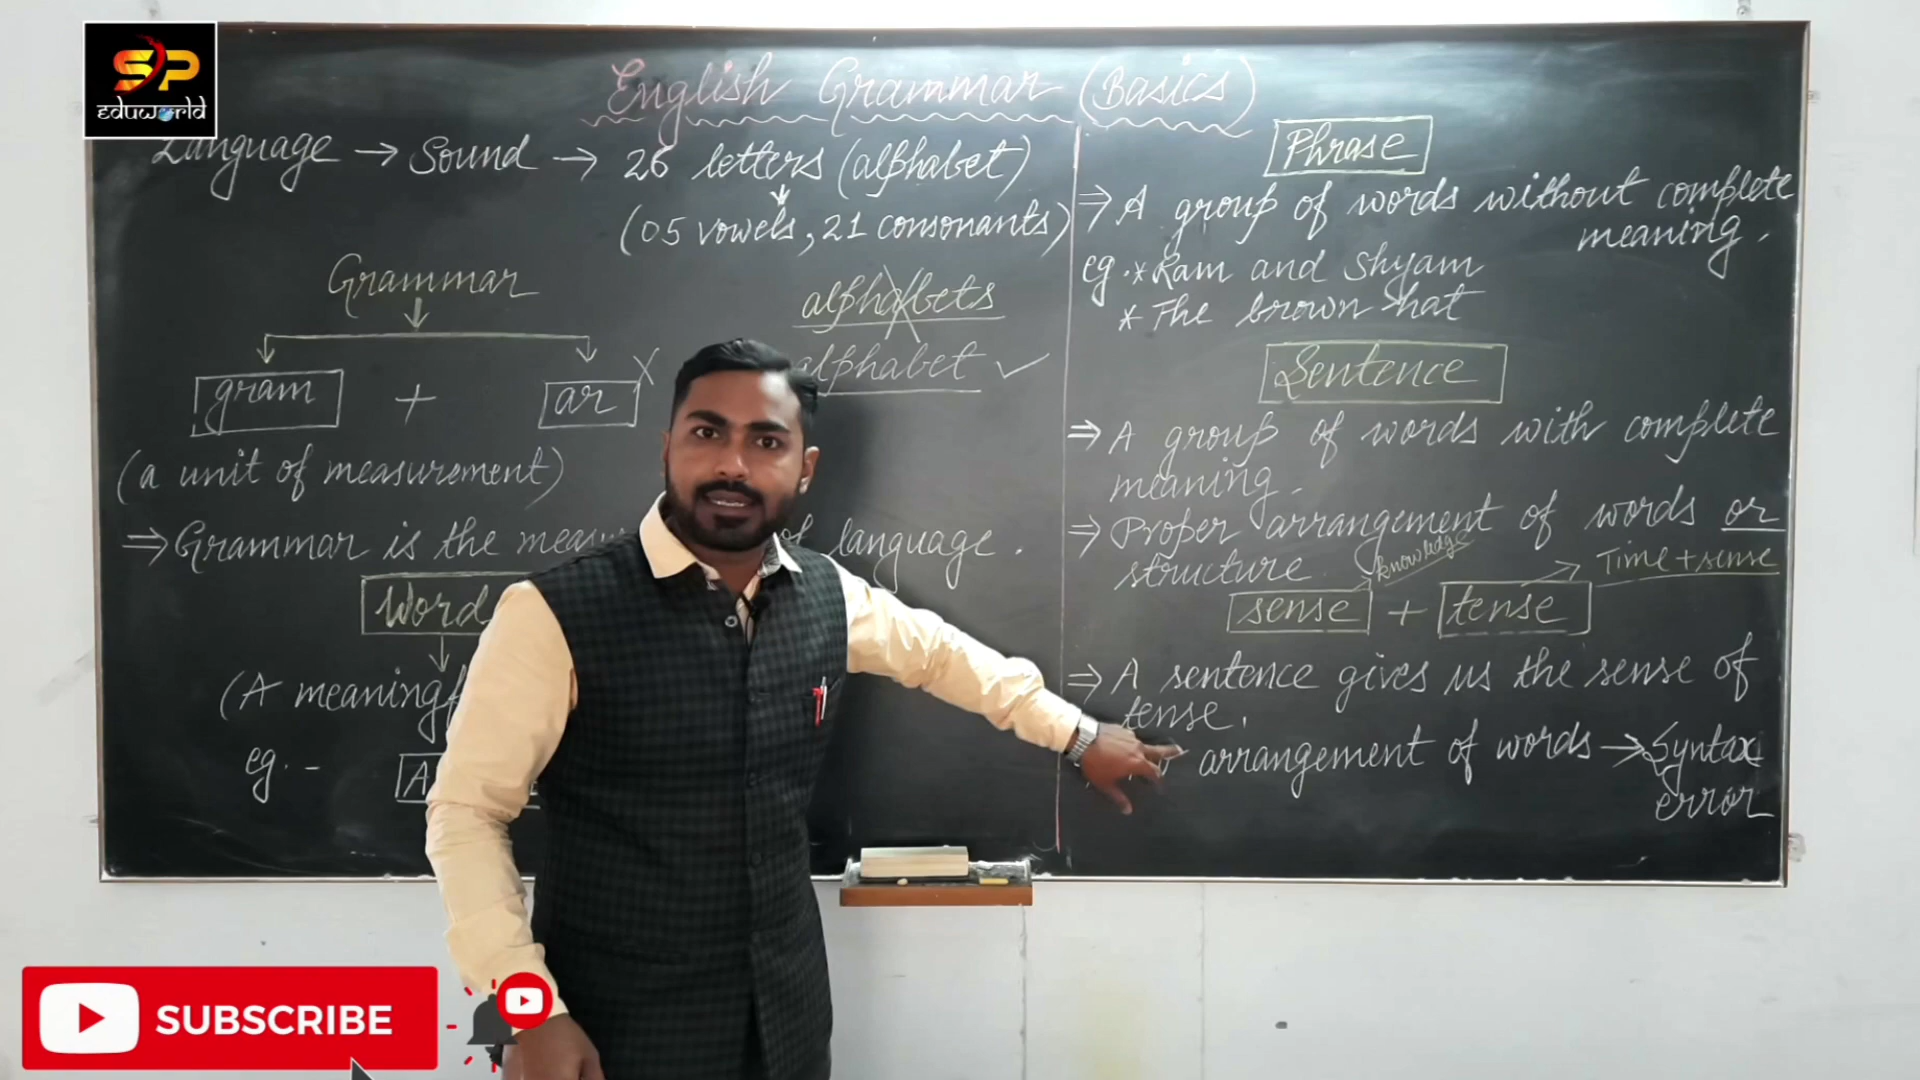 SP
eduworld
English Grammar (Basics)
Language → Sound → 26 letters (alphabet)
(05 vowels, 21 consonants)
Grammar
alphabets
alphabet ✓
gram + ar X
(a unit of measurement)
⇒ Grammar is the of language.
Word
(A
eg. -
A
Phrase
⇒ A group of words without complete
meaning.
eg. * Ram and Shyam
* The brown hat
Sentence
⇒ A group of words with complete
meaning.
⇒ Proper arrangement of words or
structure
knowledge
Time + sense
sense + tense
⇒ A sentence gives us the sense of
tense.
arrangement of words → Syntax
error
SUBSCRIBE